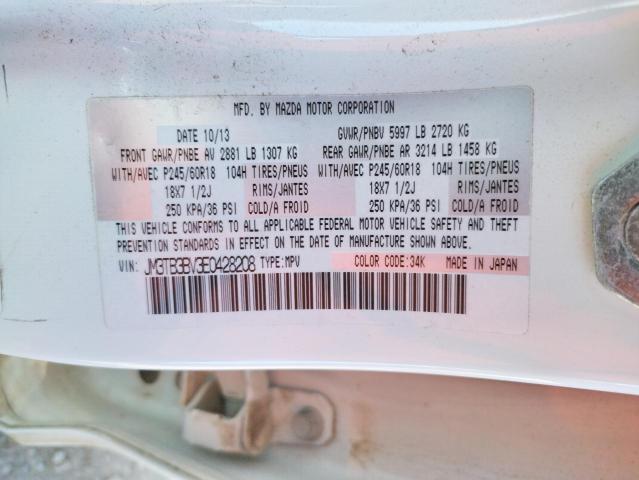 MFD. BY MAZDA MOTOR CORPORATION
DATE 10/13 GVWR/PNBV 5997 LB 2720 KG
FRONT GAWR/PNBE AV 2881 LB 1307 KG REAR GAWR/PNBE AR 3214 LB 1458 KG
WITH/AVEC P245/60R18 104H TIRES/PNEUS WITH/AVEC P245/60R18 104H TIRES/PNEUS
18X7 1/2J RIMS/JANTES 18X7 1/2J RIMS/JANTES
250 KPA/36 PSI COLD/A FROID 250 KPA/36 PSI COLD/A FROID
THIS VEHICLE CONFORMS TO ALL APPLICABLE FEDERAL MOTOR VEHICLE SAFETY AND THEFT
PREVENTION STANDARDS IN EFFECT ON THE DATE OF MANUFACTURE SHOWN ABOVE.
VIN: JM3TB3BV3E0428208 TYPE:MPV COLOR CODE:34K MADE IN JAPAN